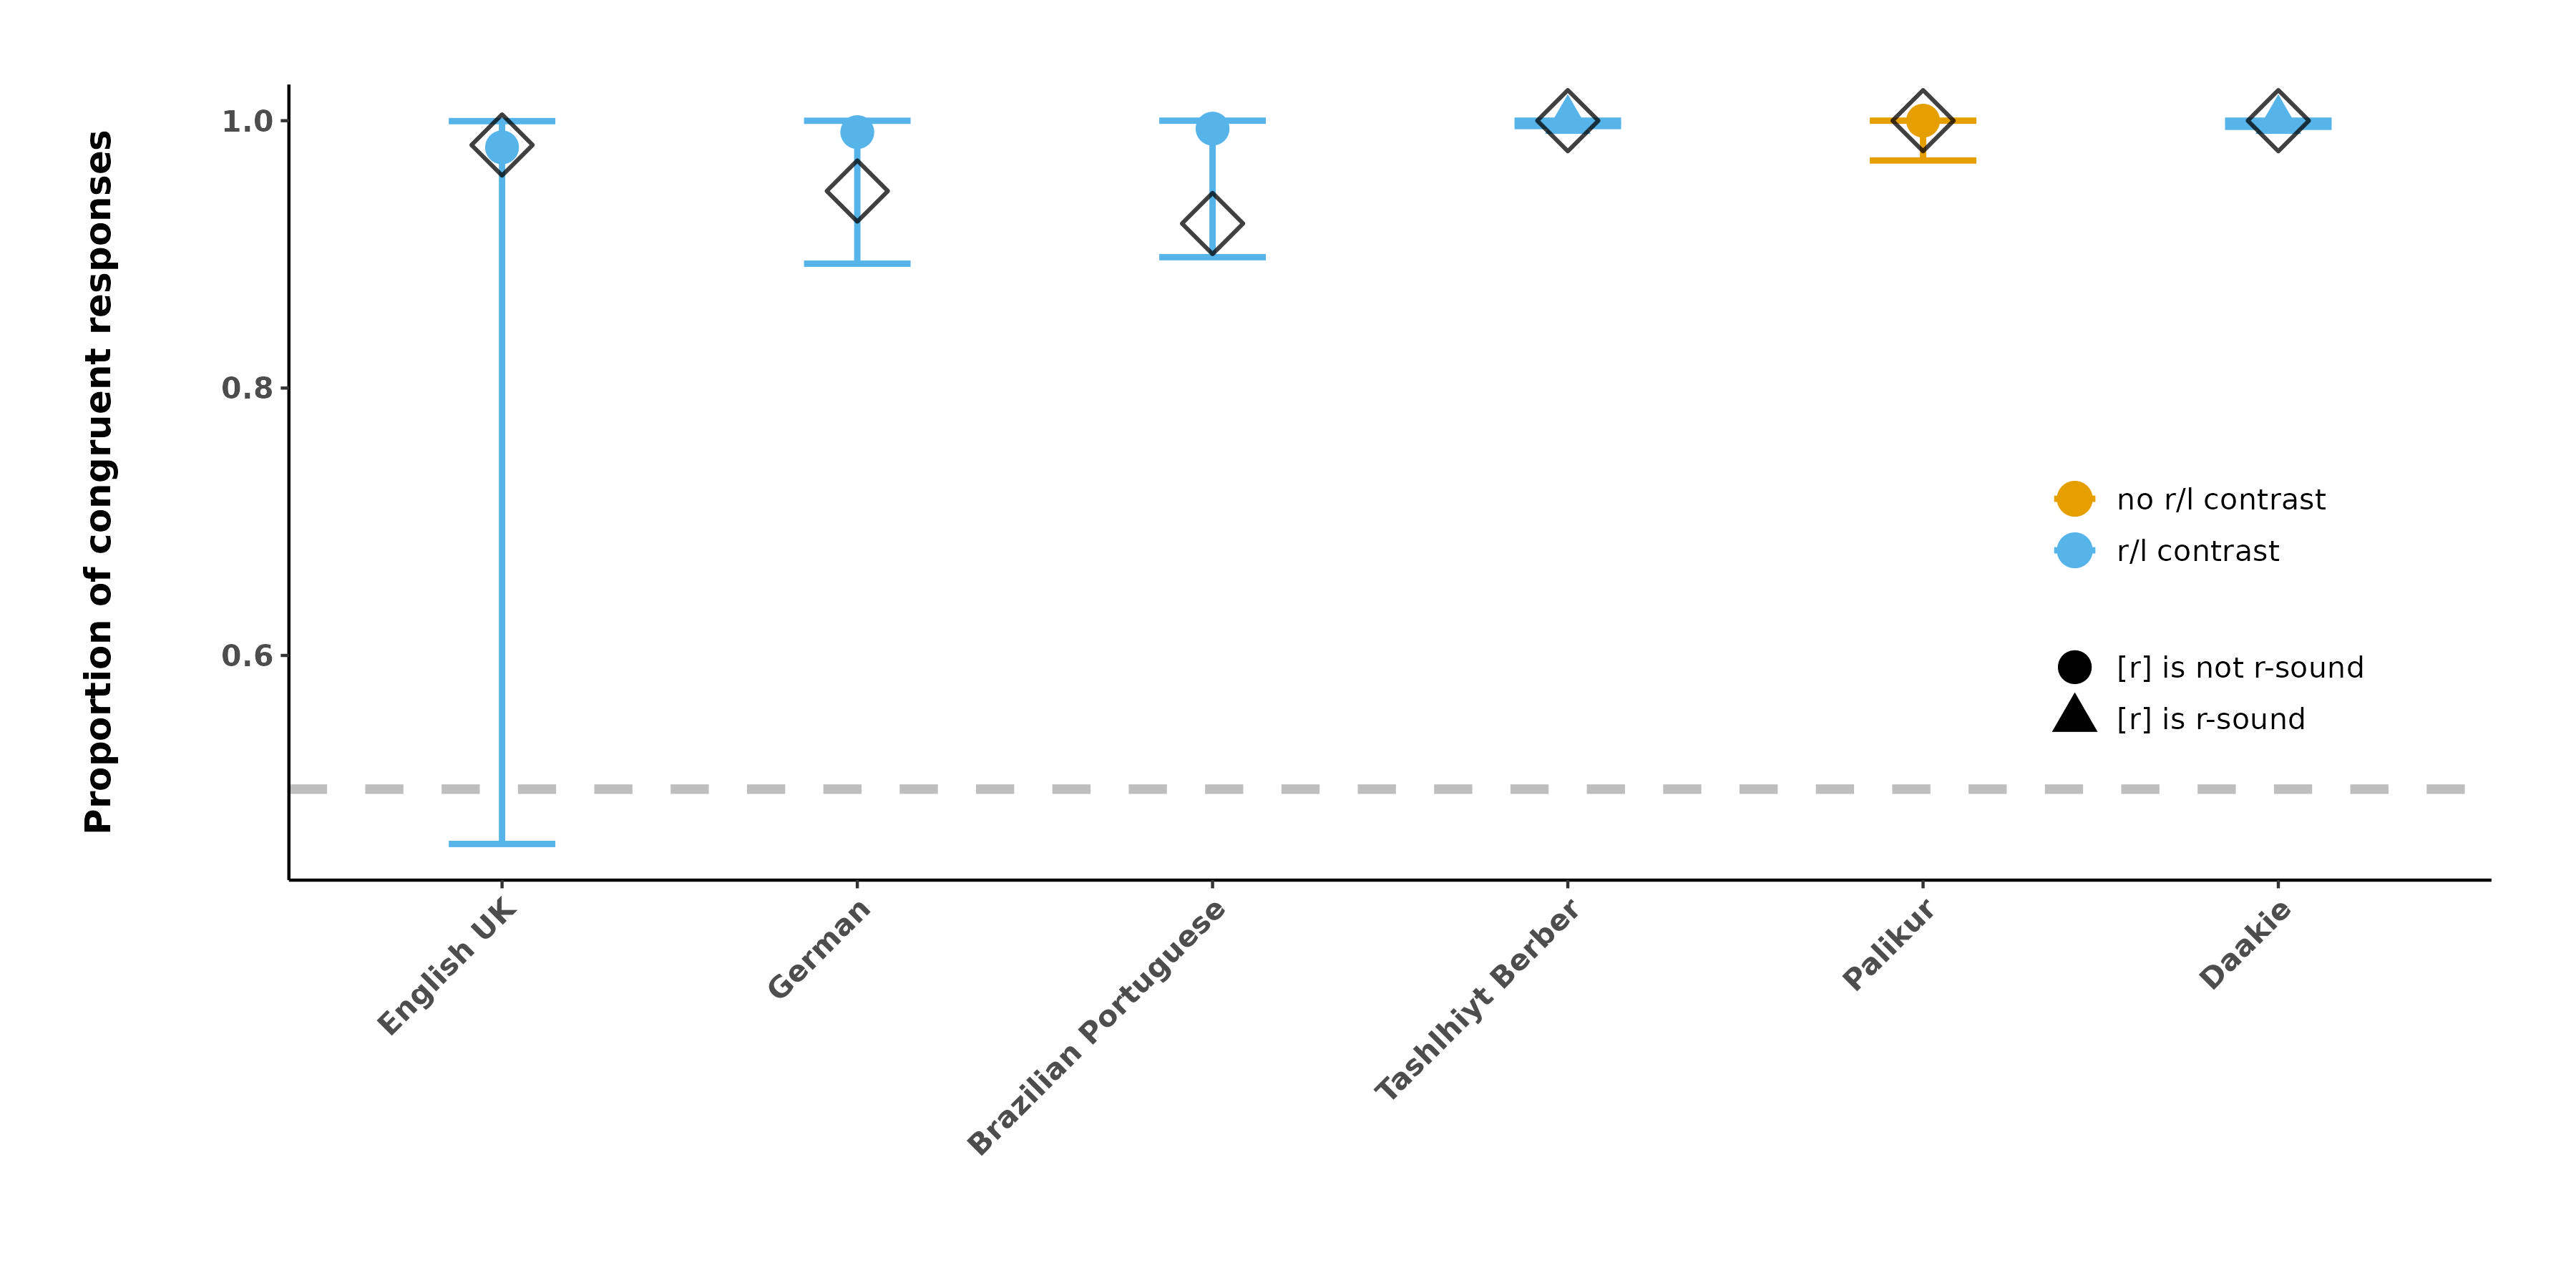 Proportion of congruent responses
1.0
0.8
0.6
no r/l contrast
r/l contrast
[r] is not r-sound
[r] is r-sound
English UK
German
Brazilian Portuguese
Tashlhiyt Berber
Palikur
Daakie